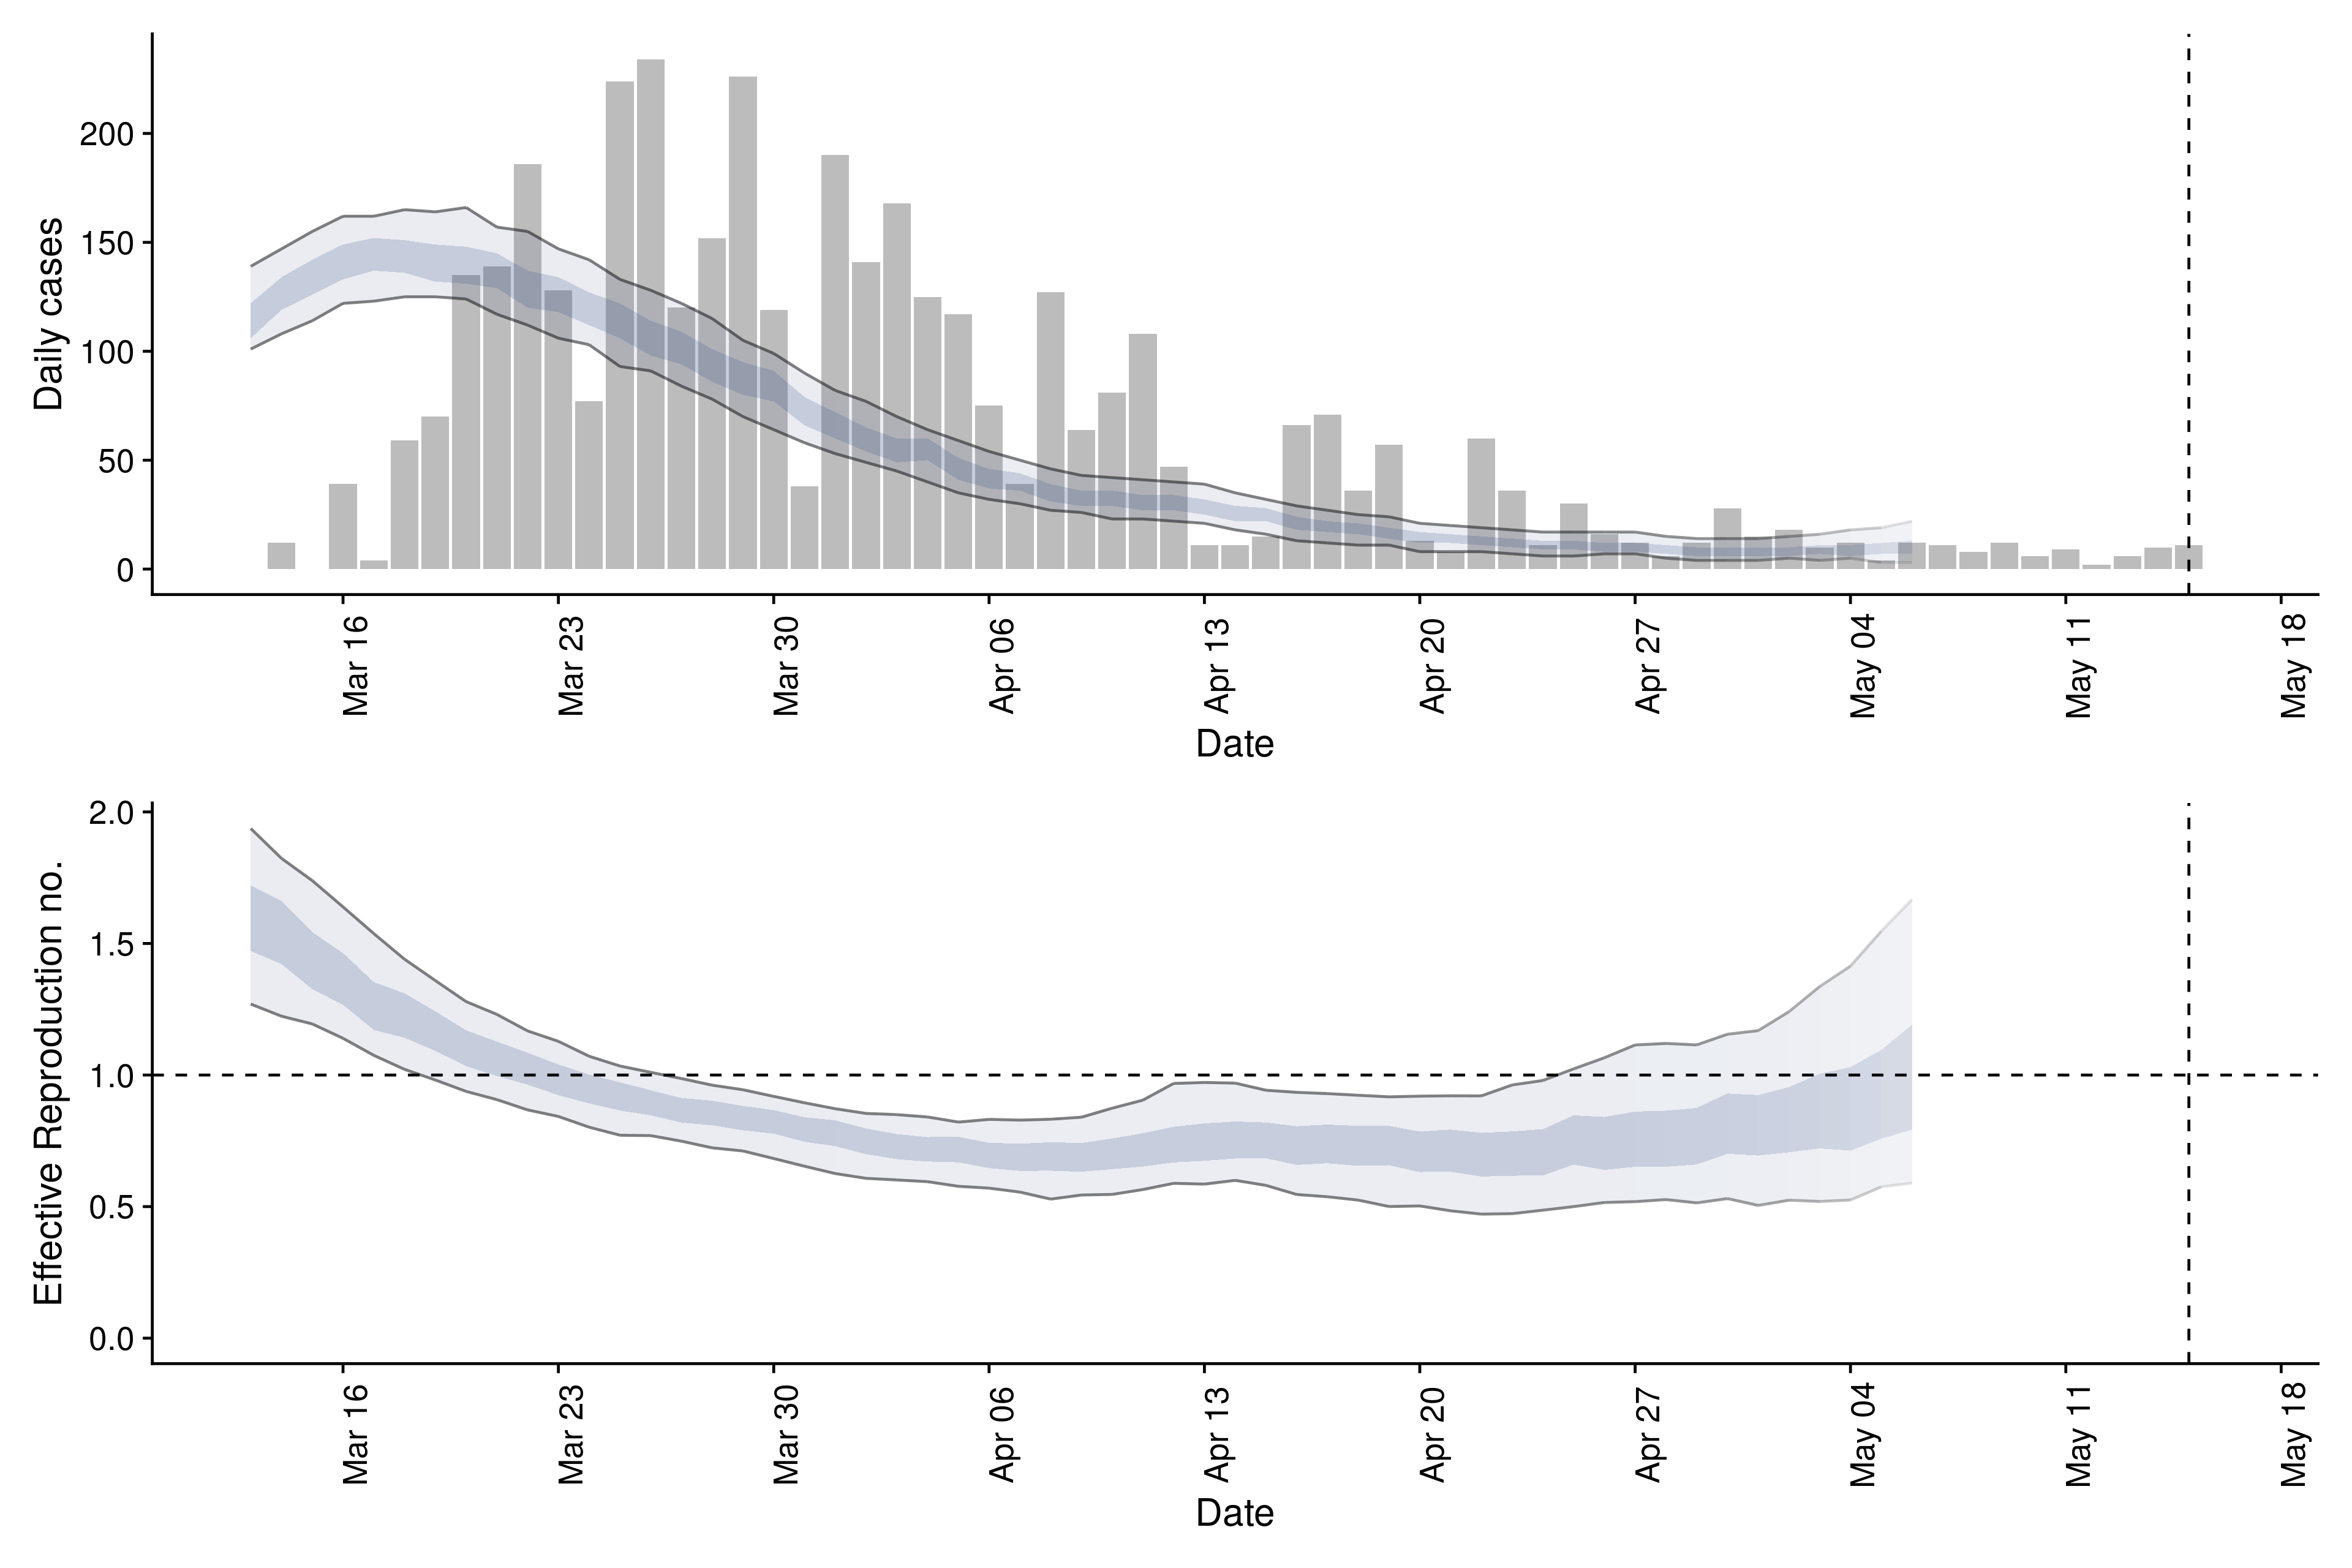 Daily cases
200
150
100
50
0
Mar 16
Mar 23
Mar 30
Apr 06
Apr 13
Apr 20
Apr 27
May 04
May 11
May 18
Date
Effective Reproduction no.
2.0
1.5
1.0
0.5
0.0
Mar 16
Mar 23
Mar 30
Apr 06
Apr 13
Apr 20
Apr 27
May 04
May 11
May 18
Date